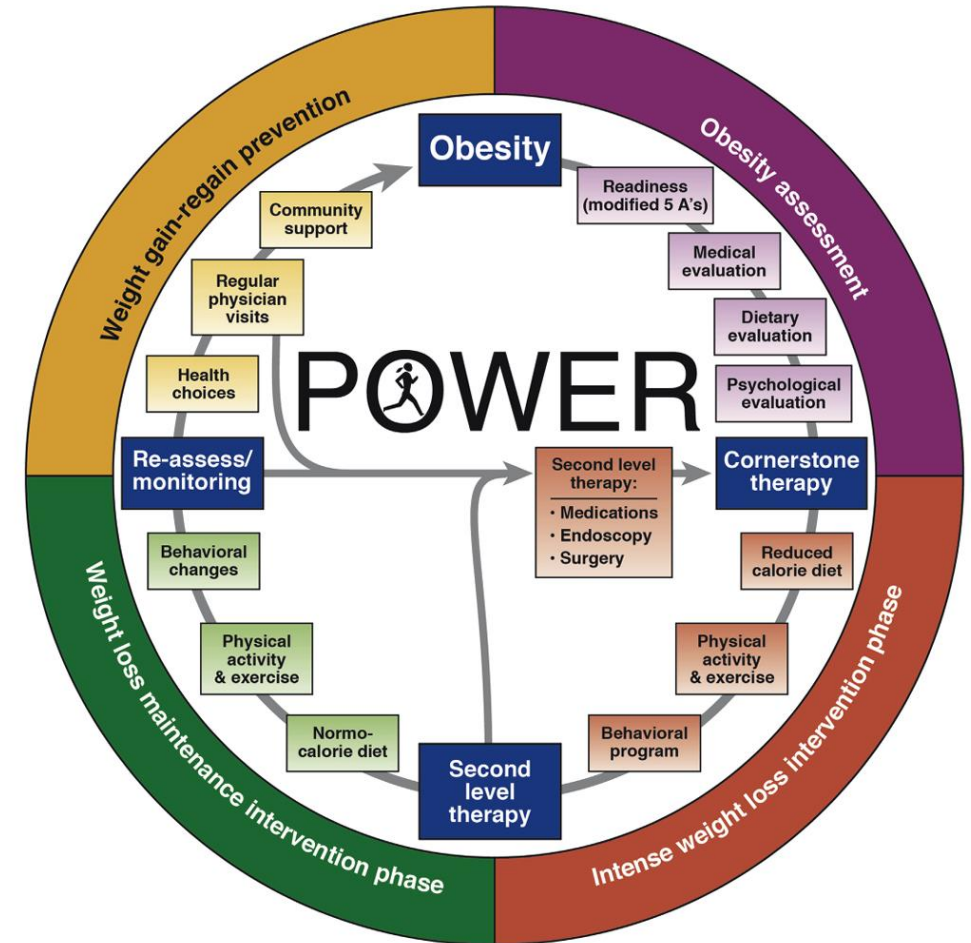 Weight gain-regain prevention
Obesity assessment
Obesity
Readiness
(modified 5 A's)
Medical
evaluation
Dietary
evaluation
Psychological
evaluation
Community
support
Regular
physician
visits
Health
choices
POWER
Re-assess/
monitoring
Second level
therapy:
· Medications
· Endoscopy
· Surgery
Cornerstone
therapy
Behavioral
changes
Physical
activity
& exercise
Normo-
calorie diet
Second
level
therapy
Reduced
calorie diet
Physical
activity
& exercise
Behavioral
program
Weight loss maintenance intervention phase
Intense weight loss intervention phase